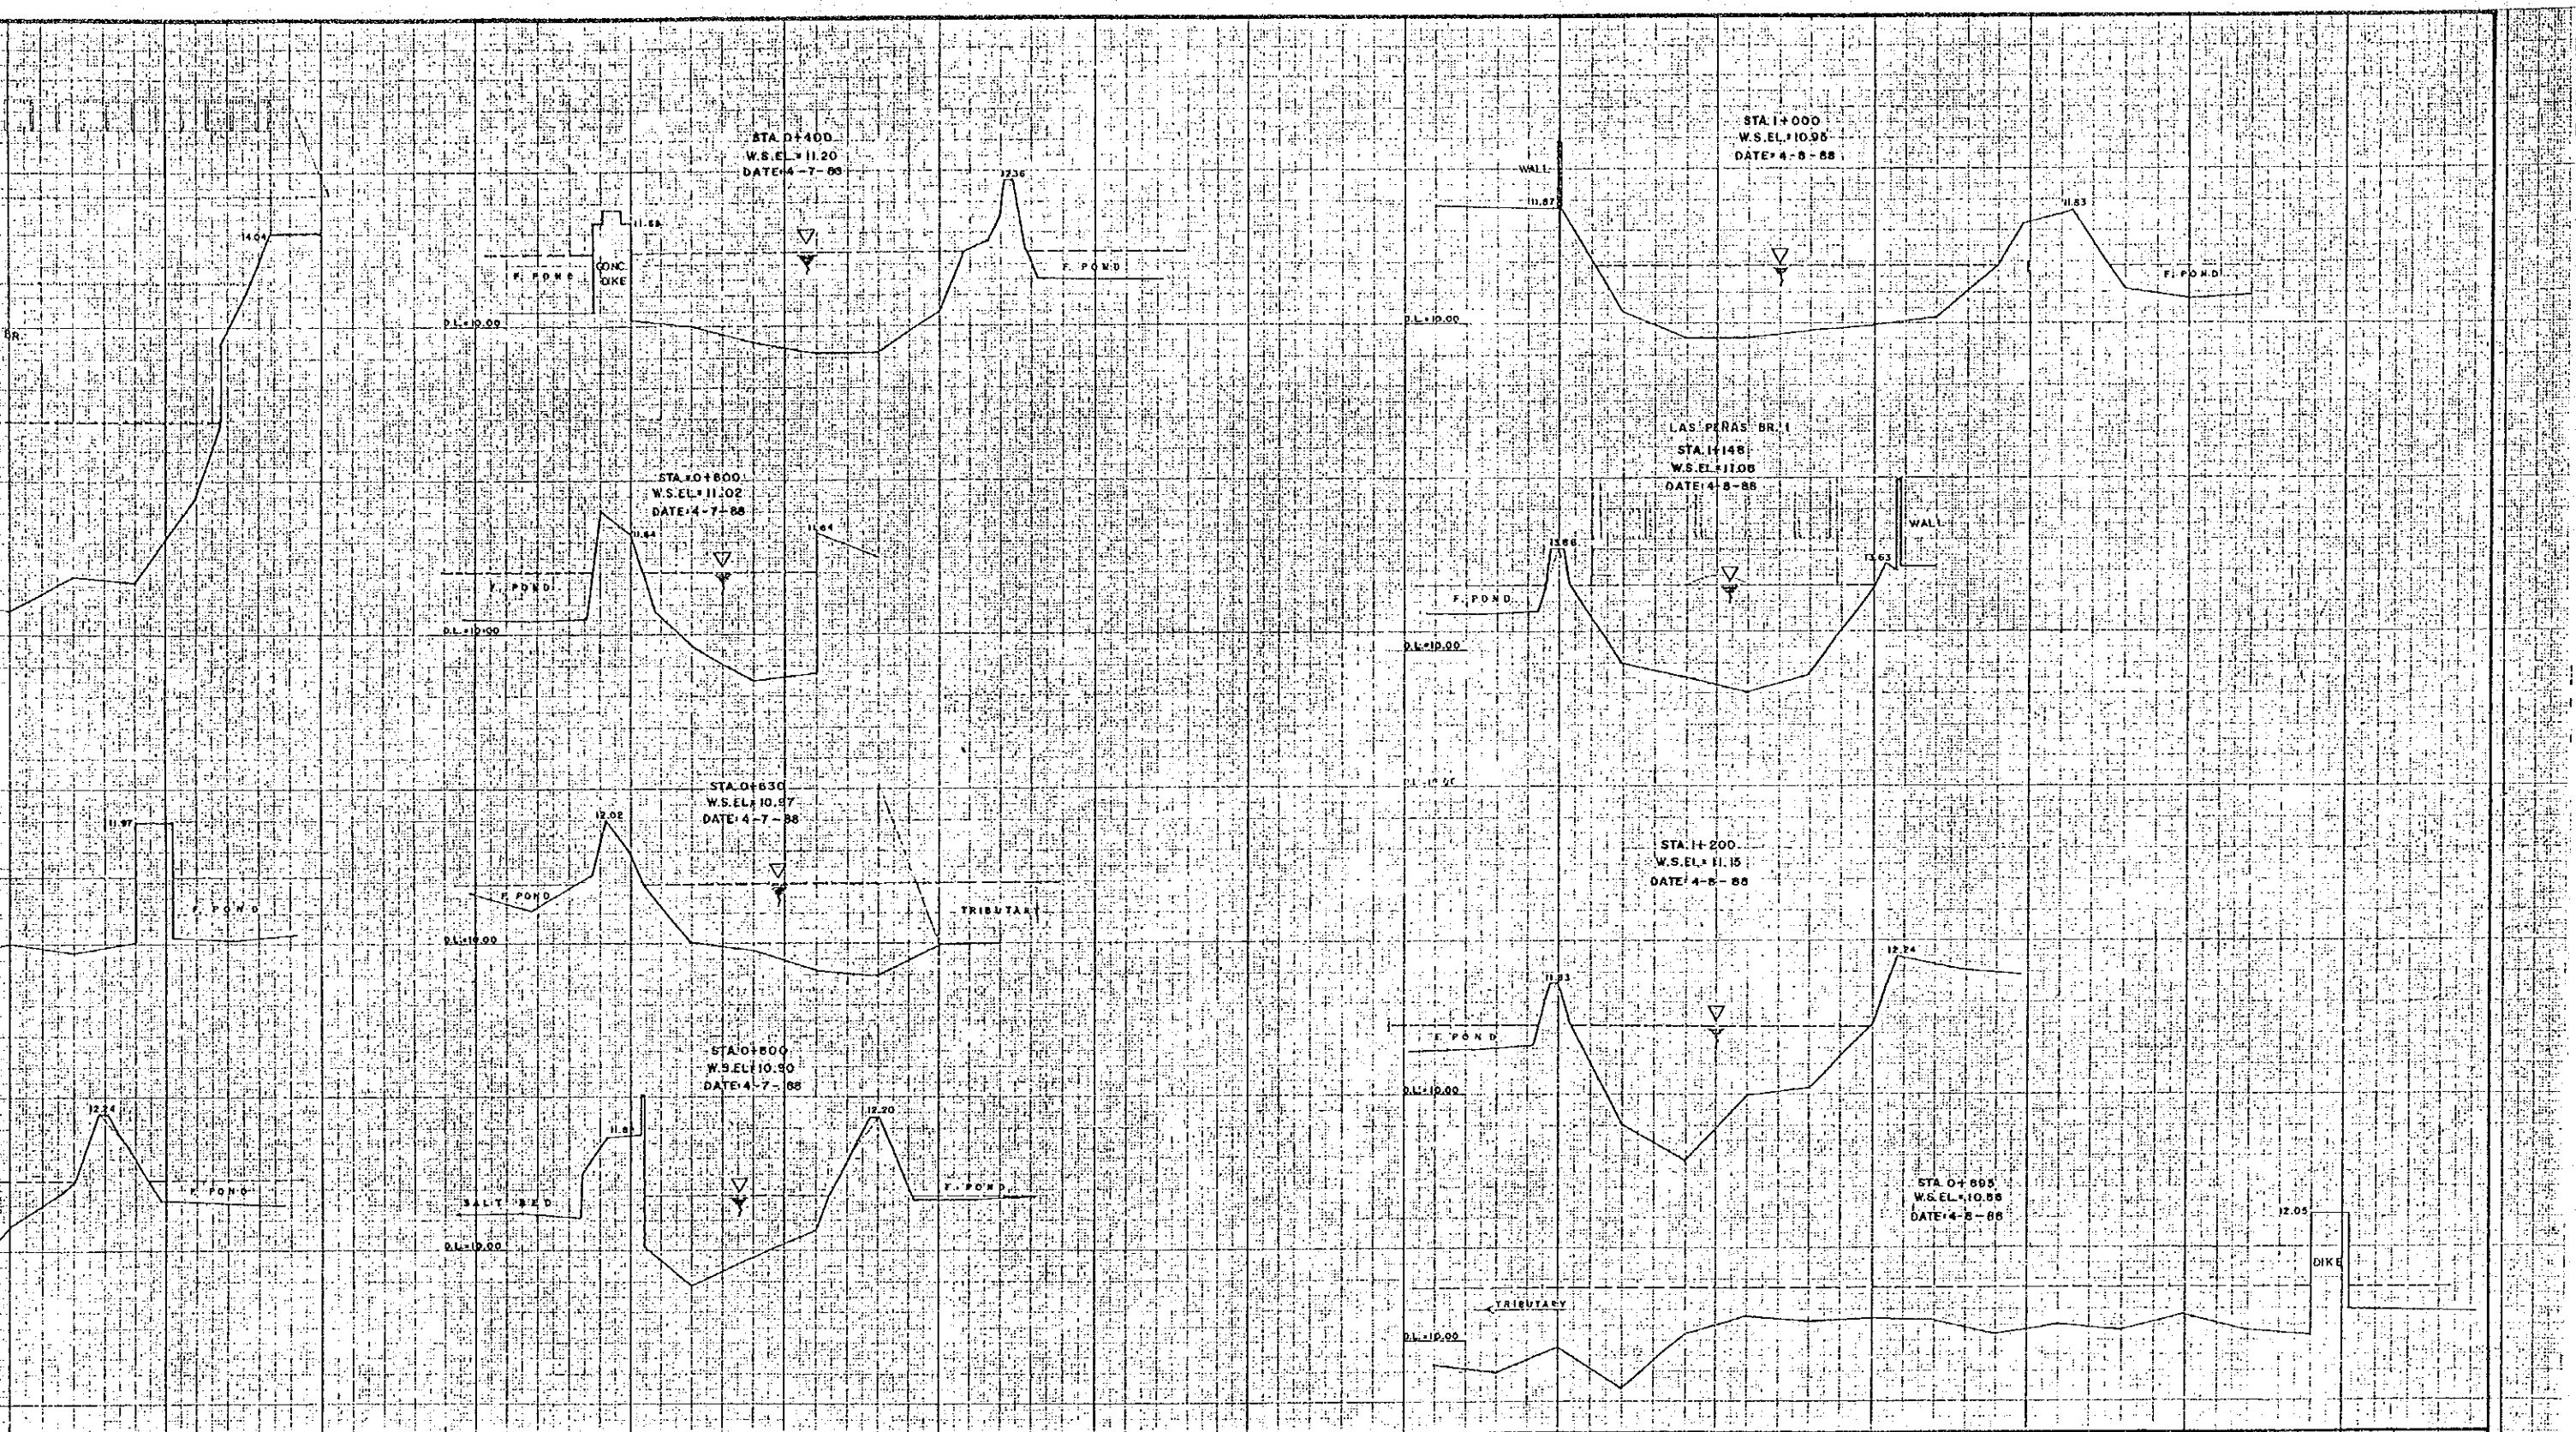 BR.
14.04
11.97
F. POND
12.24
F. POND
STA. 0+400
W.S.EL.= 11.20
DATE: 4-7-88
12.36
11.68
F. POND
CONC.
DIKE
F. POND
D.L.=10.00
STA. 0+600
W.S.EL.= 11.02
DATE: 4-7-88
11.64
11.64
F. POND
D.L.=10.00
STA. 0+630
W.S.EL.= 10.97
DATE: 4-7-88
12.02
F. POND
TRIBUTARY
D.L.=10.00
STA. 0+800
W.S.EL.= 10.90
DATE: 4-7-88
12.20
SALT BED
F. POND
D.L.=10.00
STA. 1+000
W.S.EL.= 10.95
DATE: 4-8-88
WALL
11.87
11.83
F. POND
D.L.=10.00
LAS PIÑAS BR. 1
STA. 1+148
W.S.EL.= 11.08
DATE: 4-8-88
WALL
13.63
F. POND
D.L.=10.00
STA. 1+200
W.S.EL.= 11.15
DATE: 4-8-88
12.24
11.83
F. POND
D.L.=10.00
STA. 0+695
W.S.EL.= 10.86
DATE: 4-8-88
12.05
DIKE
TRIBUTARY
D.L.=10.00